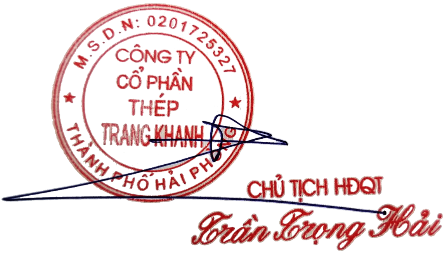 M.S.D.N: 0201725327
CÔNG TY
CỔ PHẦN
THÉP
TRANG KHANH
THÀNH PHỐ HẢI PHÒNG
CHỦ TỊCH HĐQT
Trần Trọng Hải